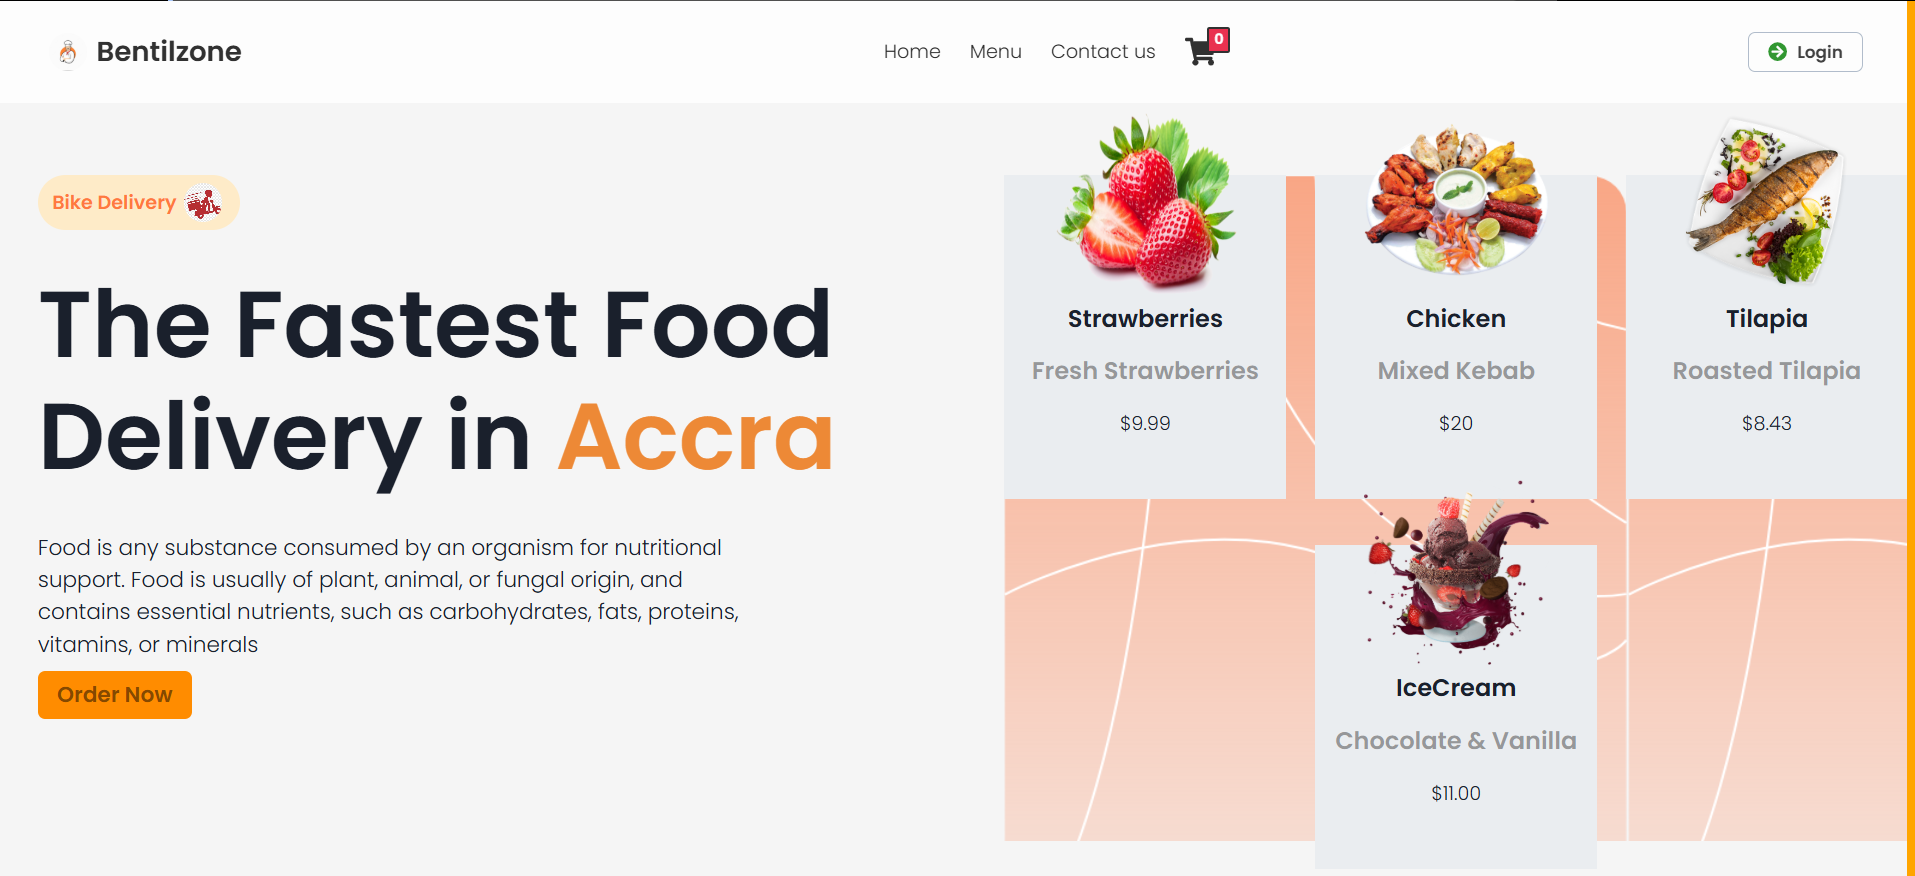 Bentilzone
Home
Menu
Contact us
0
Login
Bike Delivery
The Fastest Food
Delivery in Accra
Food is any substance consumed by an organism for nutritional
support. Food is usually of plant, animal, or fungal origin, and
contains essential nutrients, such as carbohydrates, fats, proteins,
vitamins, or minerals
Order Now
Strawberries
Fresh Strawberries
$9.99
Chicken
Mixed Kebab
$20
Tilapia
Roasted Tilapia
$8.43
IceCream
Chocolate & Vanilla
$11.00